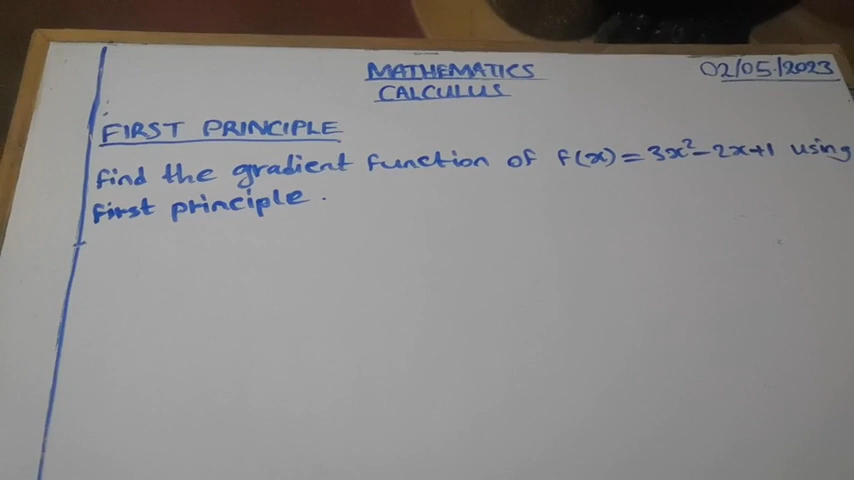 MATHEMATICS
02/05/2023
CALCULUS
FIRST PRINCIPLE
find the gradient function of f(x) = 3x²-2x+1 using
first principle.